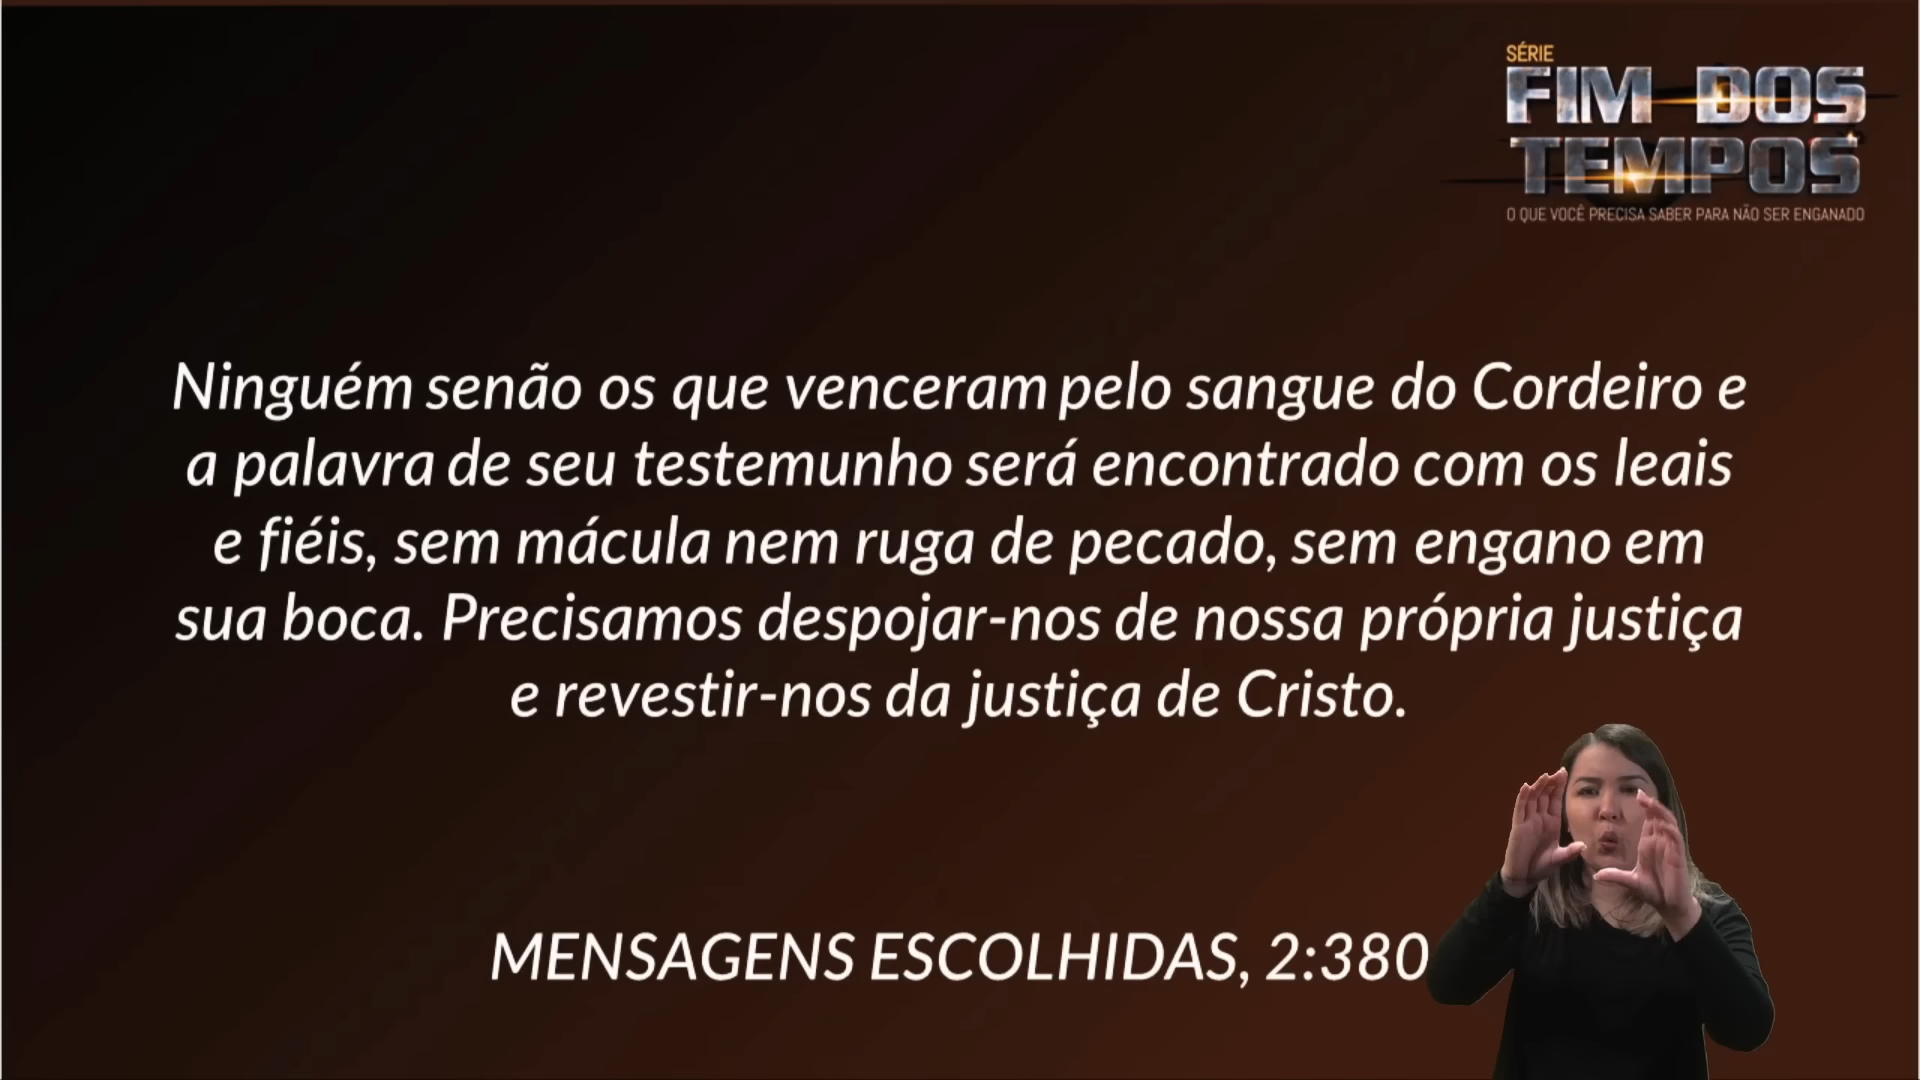 SÉRIE
FIM DOS
TEMPOS
O QUE VOCÊ PRECISA SABER PARA NÃO SER ENGANADO
Ninguém senão os que venceram pelo sangue do Cordeiro e
a palavra de seu testemunho será encontrado com os leais
e fiéis, sem mácula nem ruga de pecado, sem engano em
sua boca. Precisamos despojar-nos de nossa própria justiça
e revestir-nos da justiça de Cristo.
MENSAGENS ESCOLHIDAS, 2:380